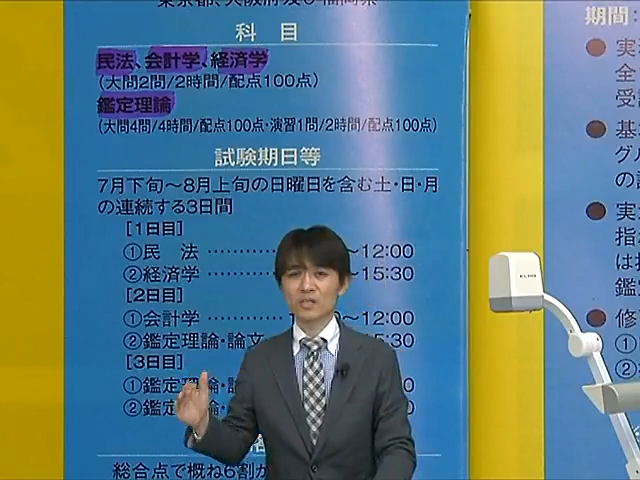 東京都、大阪府及び福岡県
科目
民法、会計学、経済学
(大問2問/2時間/配点100点)
鑑定理論
(大問4問/4時間/配点100点・演習1問/2時間/配点100点)
試験期日等
7月下旬〜8月上旬の日曜日を含む土・日・月
の連続する3日間
[1日目]
①民 法 ………… 〜12:00
②経済学 ………… 〜15:30
[2日目]
①会計学 ………… 〜12:00
②鑑定理論・論文 5:30
[3日目]
①鑑定理論・論 0
②鑑定 論・ 0
総合点で概ね6割か
期間・
実
全
受
基
グル
の
実
指
は
鑑
修
①
②